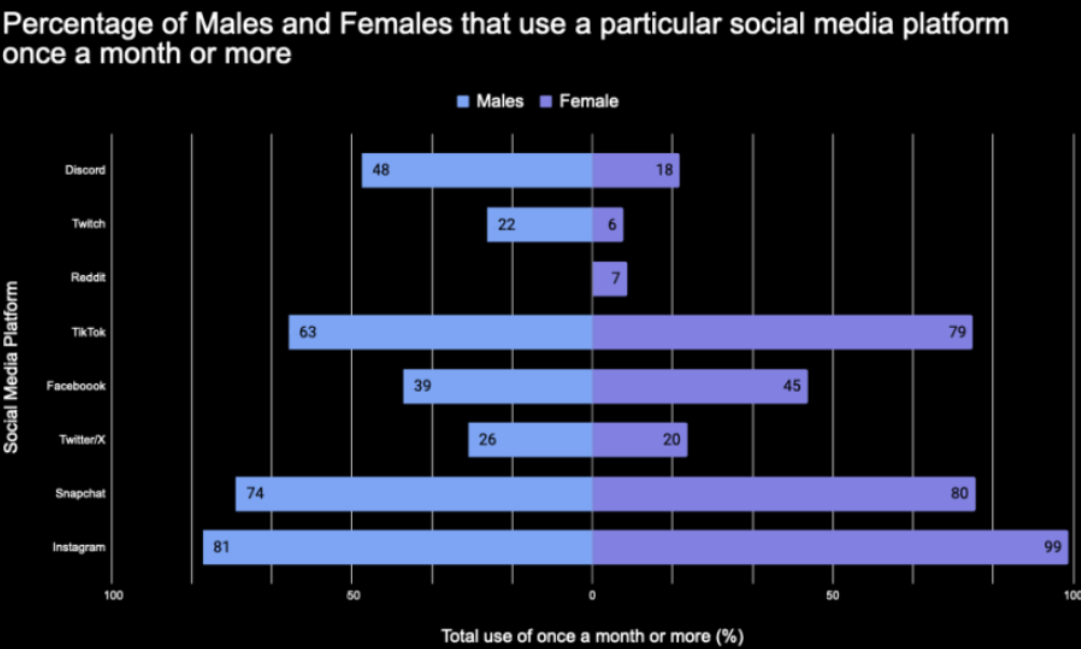 Percentage of Males and Females that use a particular social media platform
once a month or more
Males Female
Discord 48 18
Twitch 22 6
Reddit 7
TikTok 63 79
Faceboook 39 45
Twitter/X 26 20
Snapchat 74 80
Instagram 81 99
100 50 0 50 100
Social Media Platform
Total use of once a month or more (%)